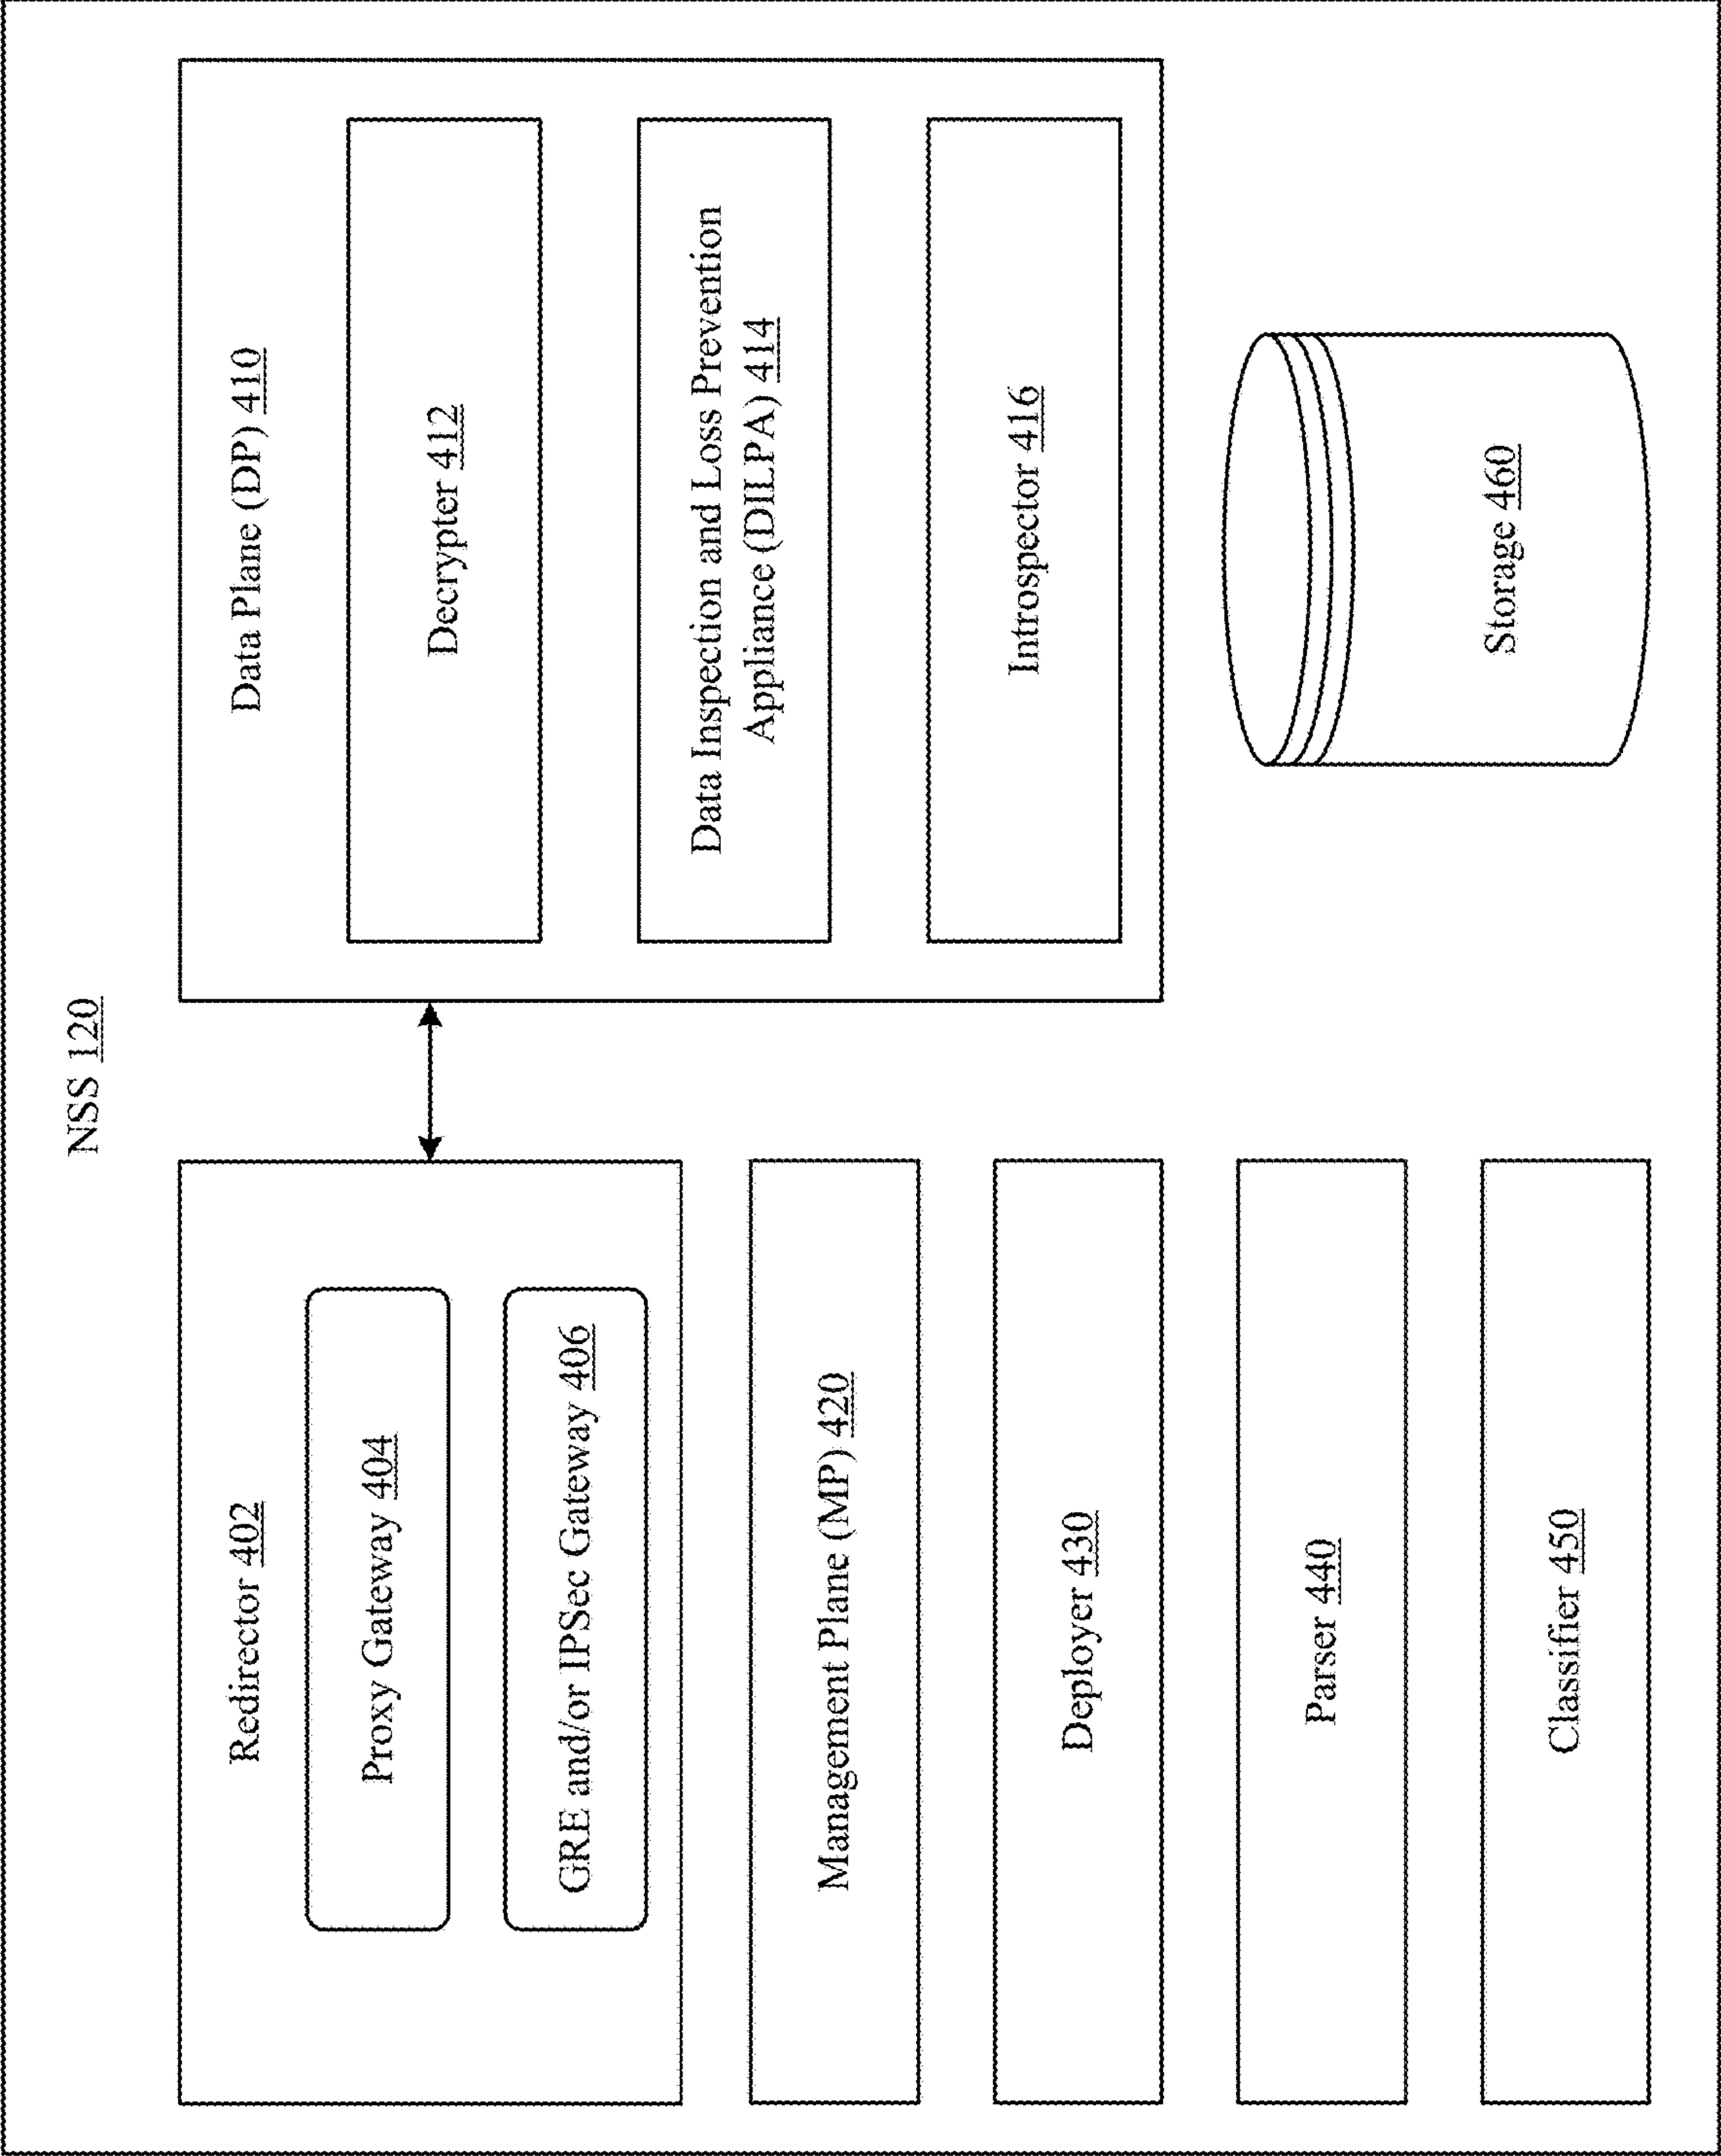 NSS 120
Redirector 402
Proxy Gateway 404
GRE and/or IPSec Gateway 406
Management Plane (MP) 420
Deployer 430
Parser 440
Classifier 450
Data Plane (DP) 410
Decrypter 412
Data Inspection and Loss Prevention
Appliance (DILPA) 414
Introspector 416
Storage 460